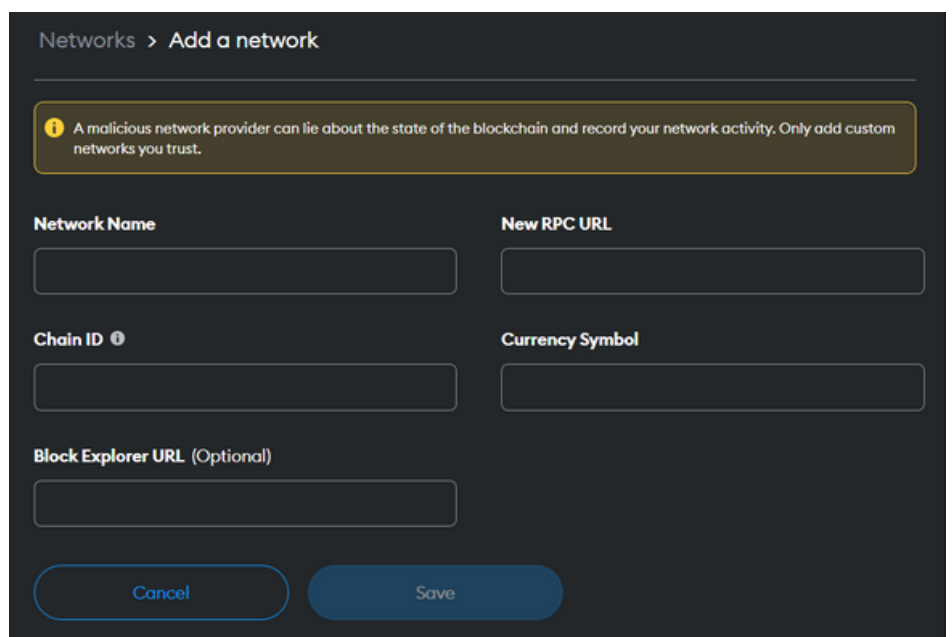 Networks > Add a network
A malicious network provider can lie about the state of the blockchain and record your network activity. Only add custom
networks you trust.
Network Name
New RPC URL
Chain ID
Currency Symbol
Block Explorer URL (Optional)
Cancel
Save